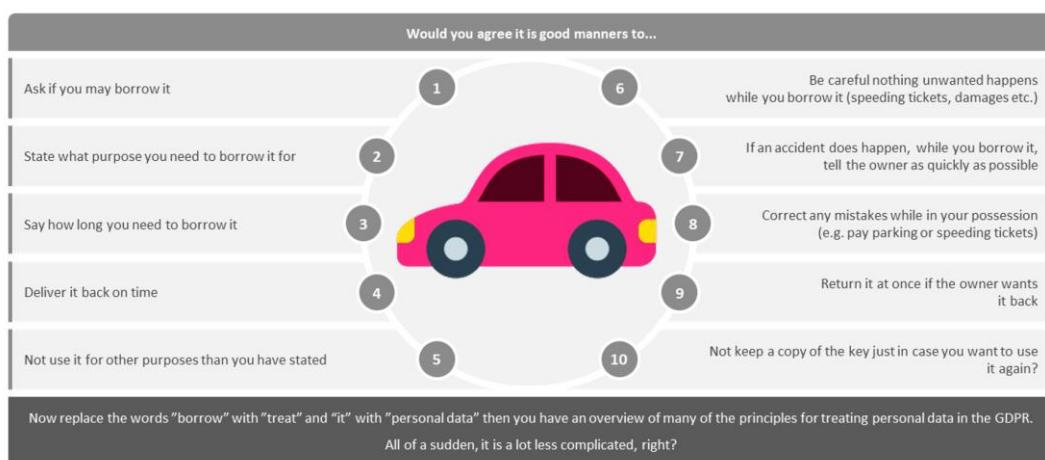 Would you agree it is good manners to...
Ask if you may borrow it
1
State what purpose you need to borrow it for
2
Say how long you need to borrow it
3
Deliver it back on time
4
Not use it for other purposes than you have stated
5
6
Be careful nothing unwanted happens
while you borrow it (speeding tickets, damages etc.)
7
If an accident does happen, while you borrow it,
tell the owner as quickly as possible
8
Correct any mistakes while in your possession
(e.g. pay parking or speeding tickets)
9
Return it at once if the owner wants
it back
10
Not keep a copy of the key just in case you want to use
it again?
Now replace the words ”borrow” with ”treat” and “it” with ”personal data” then you have an overview of many of the principles for treating personal data in the GDPR.
All of a sudden, it is a lot less complicated, right?